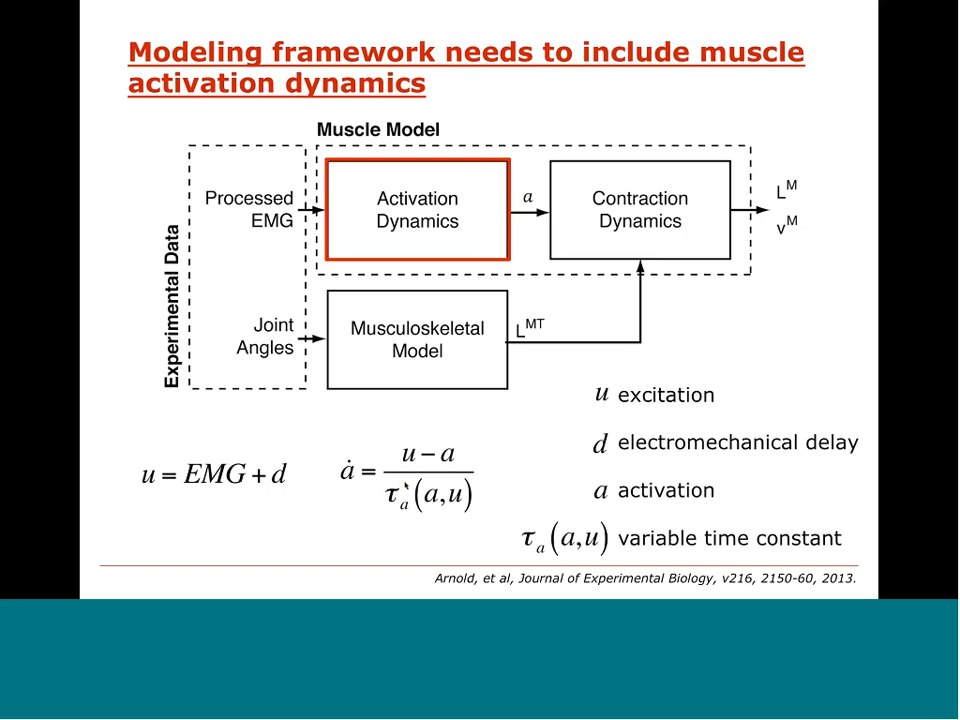 Modeling framework needs to include muscle
activation dynamics
Muscle Model
Experimental Data
Processed
EMG
Activation
Dynamics
a
Contraction
Dynamics
L^M
v^M
Joint
Angles
Musculoskeletal
Model
L^MT
u excitation
d electromechanical delay
a activation
τ_a(a,u) variable time constant
u = EMG + d
ȧ = (u − a) / τ_a(a,u)
Arnold, et al, Journal of Experimental Biology, v216, 2150-60, 2013.